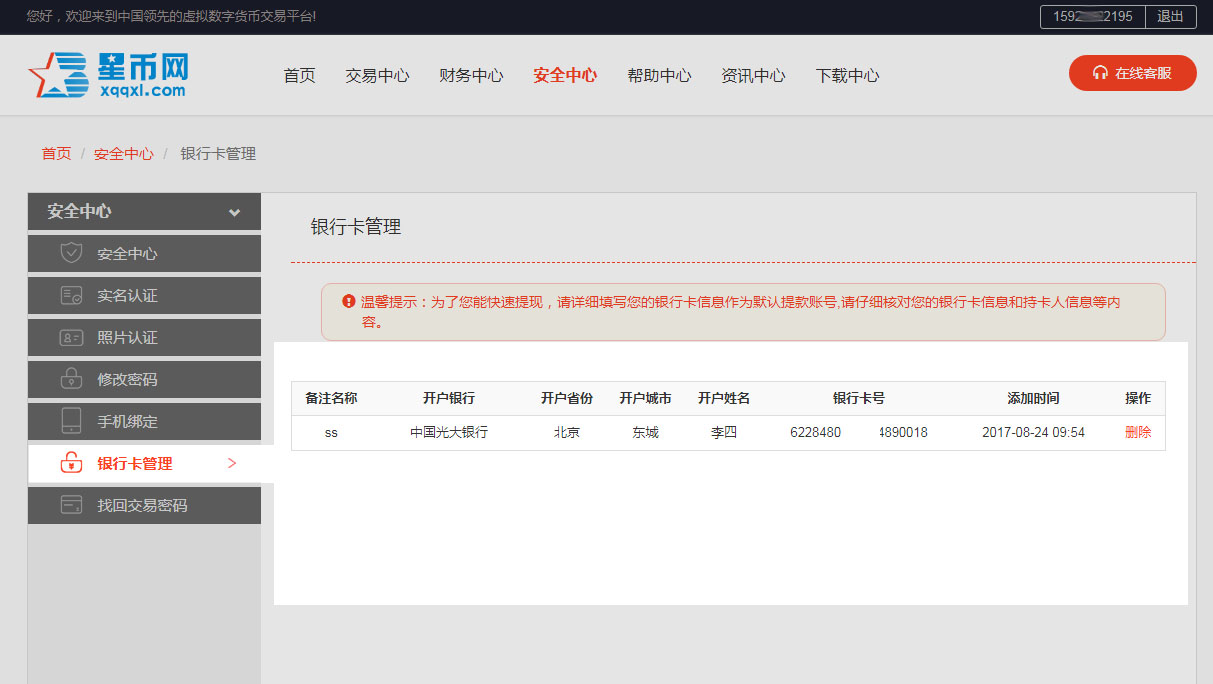 您好，欢迎来到中国领先的虚拟数字货币交易平台!
1592 2195 退出
星币网
xqqxl.com
首页 交易中心 财务中心 安全中心 帮助中心 资讯中心 下载中心
在线客服
首页 / 安全中心 / 银行卡管理
安全中心
安全中心
实名认证
照片认证
修改密码
手机绑定
银行卡管理 >
找回交易密码
银行卡管理
温馨提示：为了您能快速提现，请详细填写您的银行卡信息作为默认提款账号,请仔细核对您的银行卡信息和持卡人信息等内
容。
备注名称 开户银行 开户省份 开户城市 开户姓名 银行卡号 添加时间 操作
ss 中国光大银行 北京 东城 李四 6228480 4890018 2017-08-24 09:54 删除